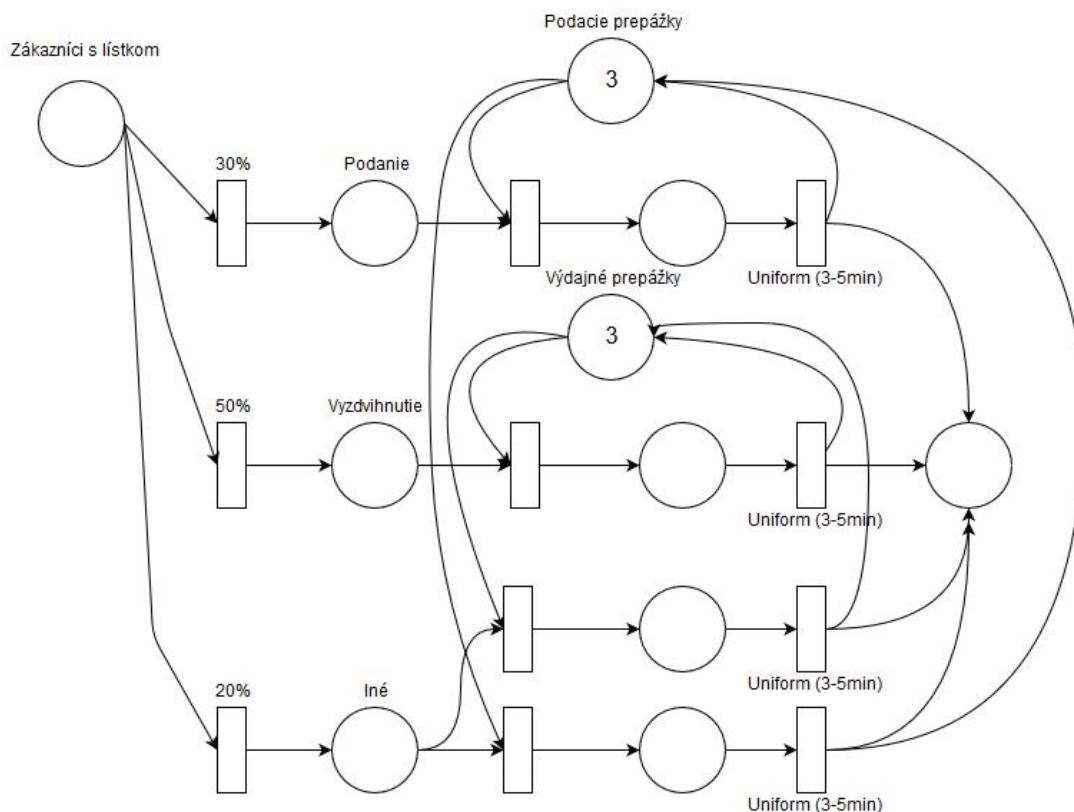 Podacie prepážky
Zákazníci s lístkom
3
30%
Podanie
Uniform (3-5min)
Výdajné prepážky
3
50%
Vyzdvihnutie
Uniform (3-5min)
Uniform (3-5min)
20%
Iné
Uniform (3-5min)